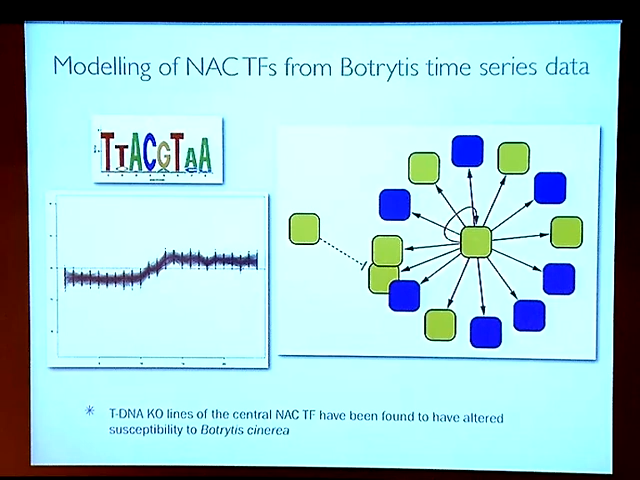 Modelling of NAC TFs from Botrytis time series data
TTACGTAA
* T-DNA KO lines of the central NAC TF have been found to have altered
susceptibility to Botrytis cinerea